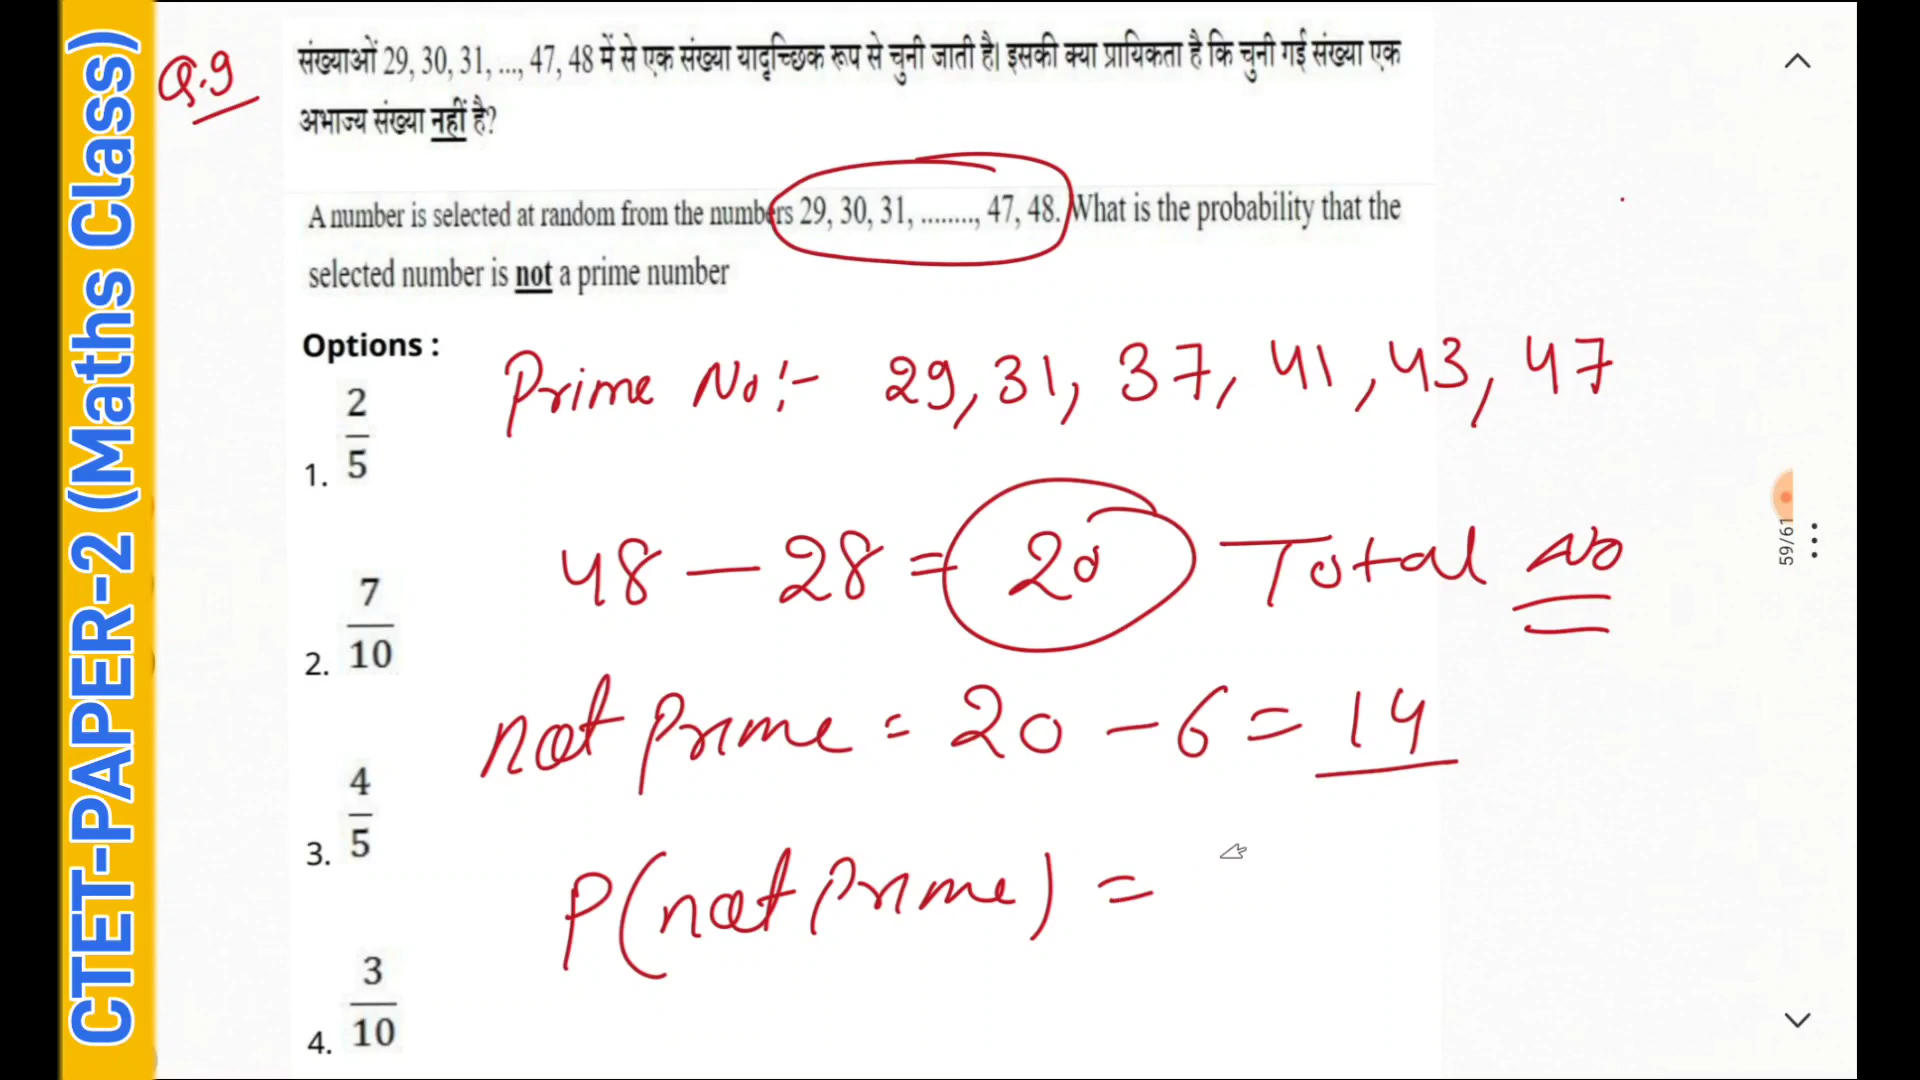 CTET-PAPER-2 (Maths Class)
Q.9
संख्याओं 29, 30, 31, ..., 47, 48 में से एक संख्या यादृच्छिक रूप से चुनी जाती है। इसकी क्या प्रायिकता है कि चुनी गई संख्या एक
अभाज्य संख्या नहीं है?
A number is selected at random from the numbers 29, 30, 31, ........, 47, 48. What is the probability that the
selected number is not a prime number
Options :
Prime No:- 29, 31, 37, 41, 43, 47
1. 2/5
48 - 28 = 20 Total No
2. 7/10
not prime = 20 - 6 = 14
3. 4/5
P(not prime) =
4. 3/10
59/61